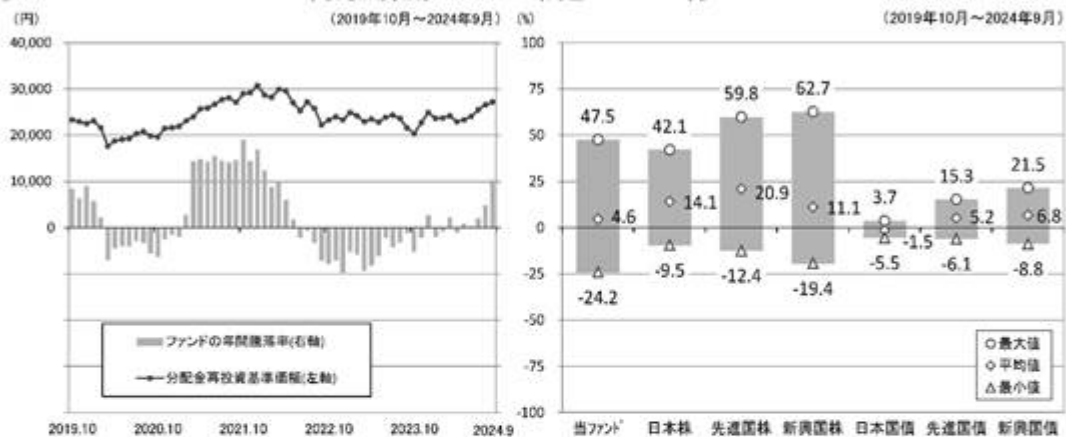 (円)
(2019年10月～2024年9月)
40,000
30,000
20,000
10,000
0
ファンドの年間騰落率(右軸)
分配金再投資基準価額(左軸)
2019.10 2020.10 2021.10 2022.10 2023.10 2024.9
(%)
(2019年10月～2024年9月)
100
75
50
25
0
-25
-50
-75
-100
47.5 42.1 59.8 62.7 3.7 15.3 21.5
4.6 14.1 20.9 11.1 -1.5 5.2 6.8
-24.2 -9.5 -12.4 -19.4 -5.5 -6.1 -8.8
最大値
平均値
最小値
当ファンド 日本株 先進国株 新興国株 日本国債 先進国債 新興国債